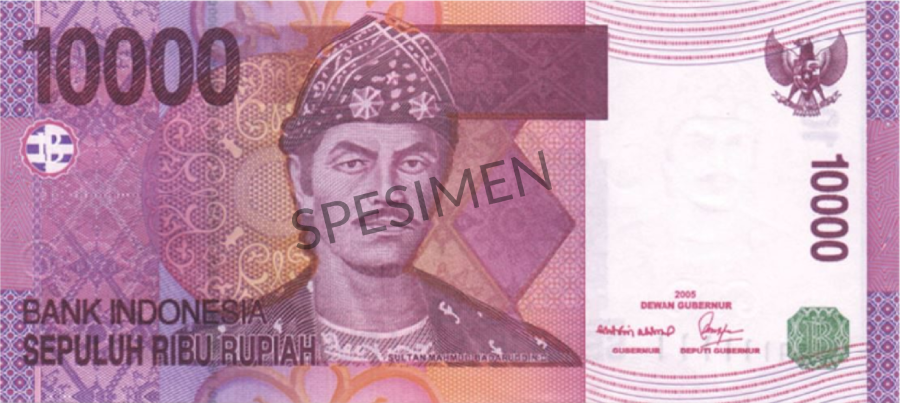 10000
SPESIMEN
10000
BANK INDONESIA
SEPULUH RIBU RUPIAH
SULTAN MAHMUD BADARUDDIN II
2005
DEWAN GUBERNUR
GUBERNUR DEPUTI GUBERNUR